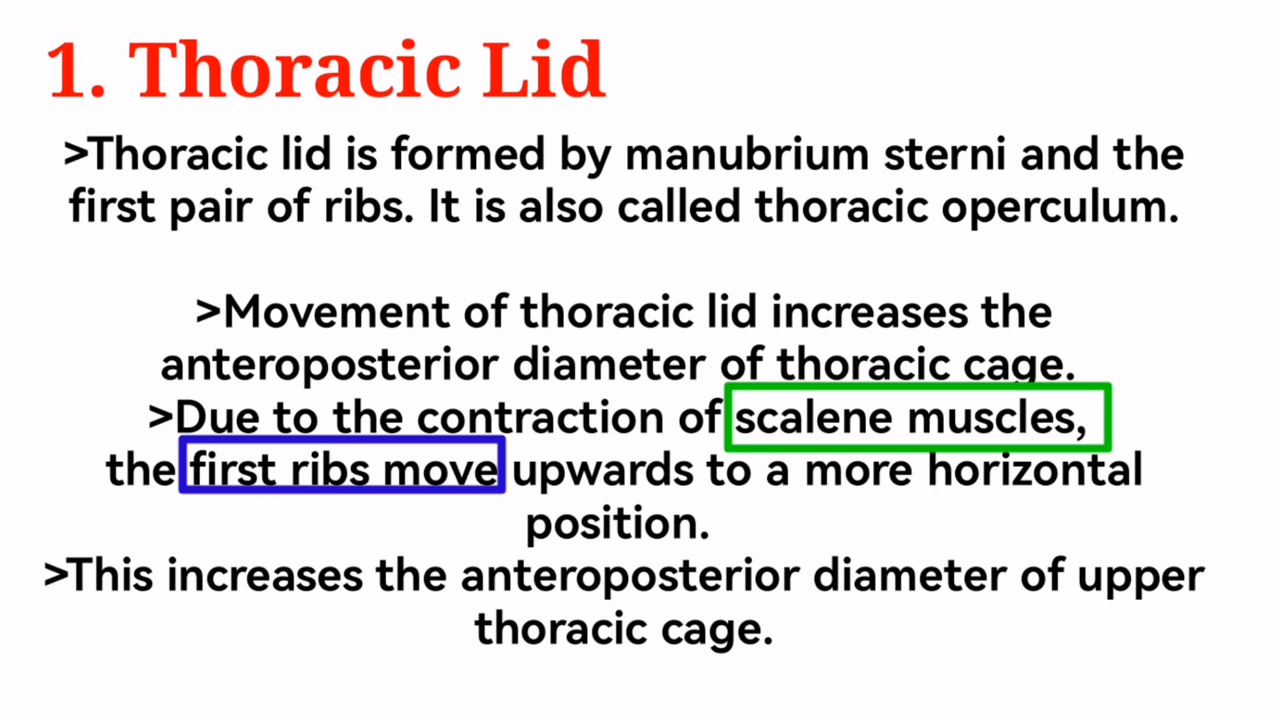 1. Thoracic Lid
>Thoracic lid is formed by manubrium sterni and the
first pair of ribs. It is also called thoracic operculum.
>Movement of thoracic lid increases the
anteroposterior diameter of thoracic cage.
>Due to the contraction of scalene muscles,
the first ribs move upwards to a more horizontal
position.
>This increases the anteroposterior diameter of upper
thoracic cage.